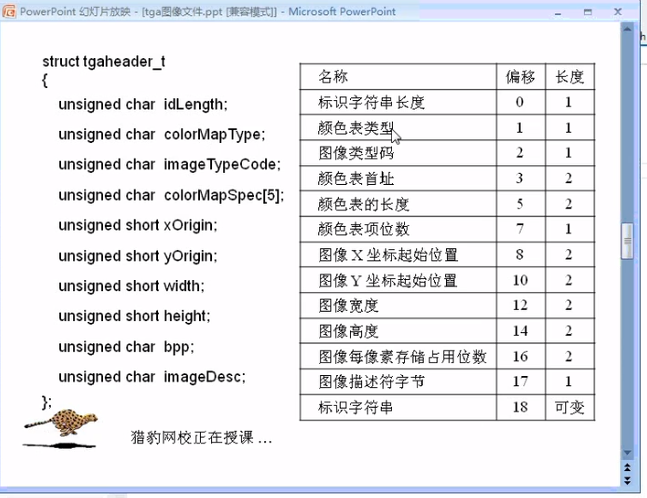 PowerPoint 幻灯片放映 - [tga图像文件.ppt [兼容模式]] - Microsoft PowerPoint
struct tgaheader_t
{
unsigned char idLength;
unsigned char colorMapType;
unsigned char imageTypeCode;
unsigned char colorMapSpec[5];
unsigned short xOrigin;
unsigned short yOrigin;
unsigned short width;
unsigned short height;
unsigned char bpp;
unsigned char imageDesc;
};
名称 偏移 长度
标识字符串长度 0 1
颜色表类型 1 1
图像类型码 2 1
颜色表首址 3 2
颜色表的长度 5 2
颜色表项位数 7 1
图像 X 坐标起始位置 8 2
图像 Y 坐标起始位置 10 2
图像宽度 12 2
图像高度 14 2
图像每像素存储占用位数 16 2
图像描述符字节 17 1
标识字符串 18 可变
猎豹网校正在授课 ...
h